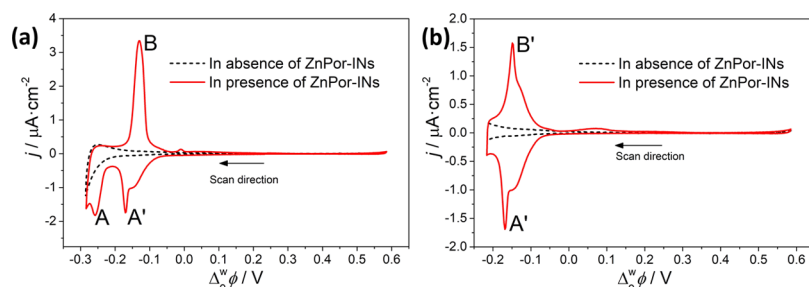 (a)
4
3
2
1
0
-1
-2
j / μA·cm⁻²
B
In absence of ZnPor-INs
In presence of ZnPor-INs
Scan direction
A
A'
-0.3 -0.2 -0.1 0.0 0.1 0.2 0.3 0.4 0.5 0.6
Δʷₒϕ / V
(b)
2.0
1.5
1.0
0.5
0.0
-0.5
-1.0
-1.5
-2.0
j / μA·cm⁻²
B'
In absence of ZnPor-INs
In presence of ZnPor-INs
Scan direction
A'
-0.2 -0.1 0.0 0.1 0.2 0.3 0.4 0.5 0.6
Δʷₒϕ / V